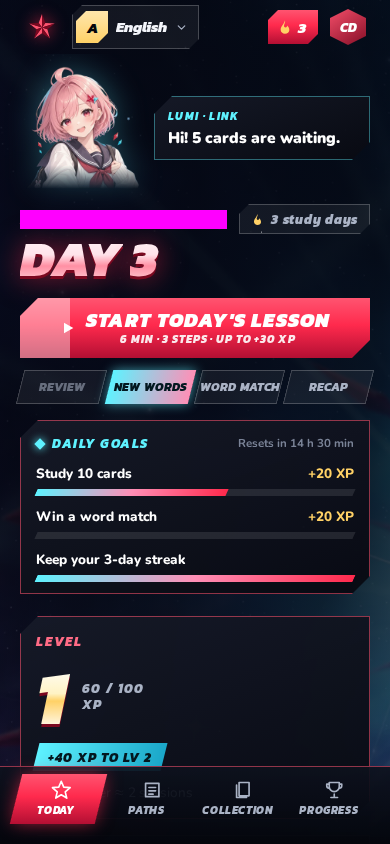 A English
3
CD
LUMI · LINK
Hi! 5 cards are waiting.
3 study days
DAY 3
START TODAY'S LESSON
6 MIN · 3 STEPS · UP TO +30 XP
REVIEW
NEW WORDS
WORD MATCH
RECAP
DAILY GOALS
Resets in 14 h 30 min
Study 10 cards
+20 XP
Win a word match
+20 XP
Keep your 3-day streak
LEVEL
1
60 / 100
XP
+40 XP TO LV 2
TODAY
PATHS
COLLECTION
PROGRESS